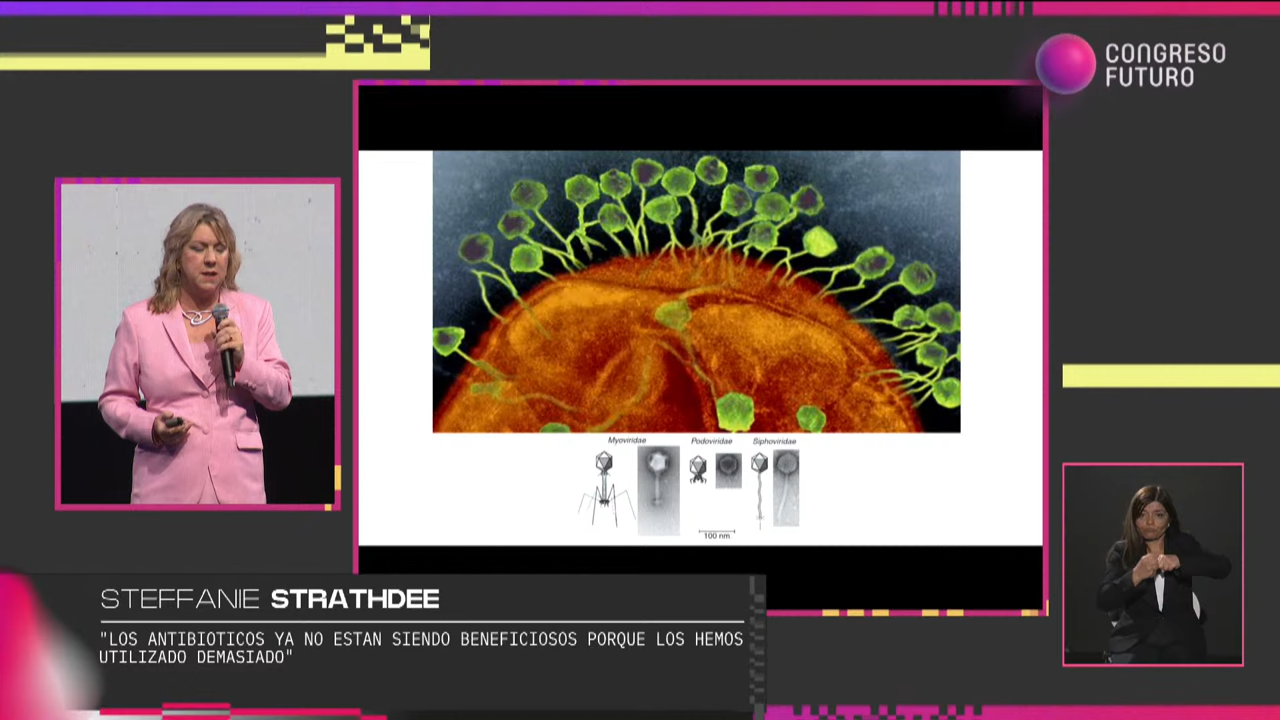 CONGRESO
FUTURO
Myoviridae Podoviridae Siphoviridae
100 nm
STEFFANIE STRATHDEE
"LOS ANTIBIOTICOS YA NO ESTAN SIENDO BENEFICIOSOS PORQUE LOS HEMOS
UTILIZADO DEMASIADO"